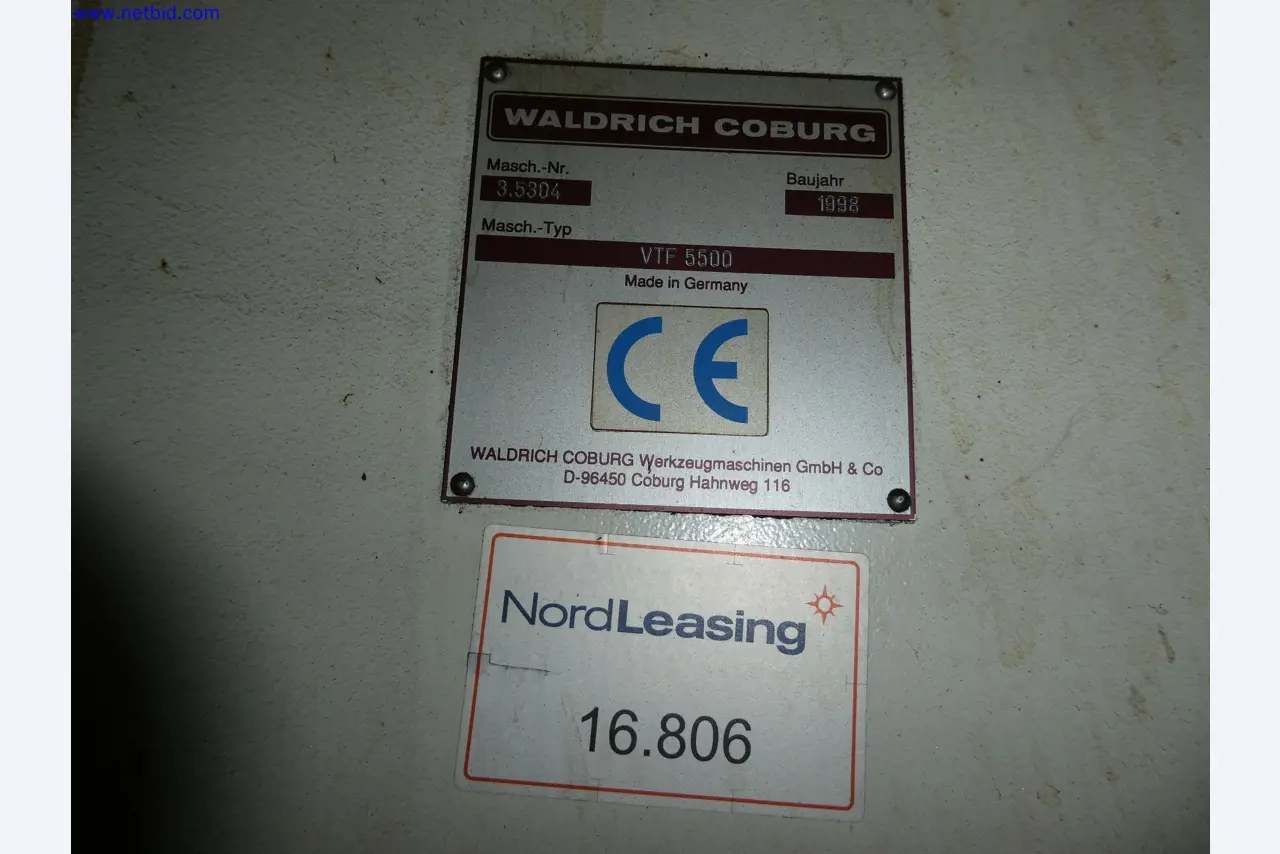 www.netbid.com
WALDRICH COBURG
Masch.-Nr.
Baujahr
3.5304
1998
Masch.-Typ
VTF 5500
Made in Germany
CE
WALDRICH COBURG Werkzeugmaschinen GmbH & Co
D-96450 Coburg Hahnweg 116
NordLeasing
16.806